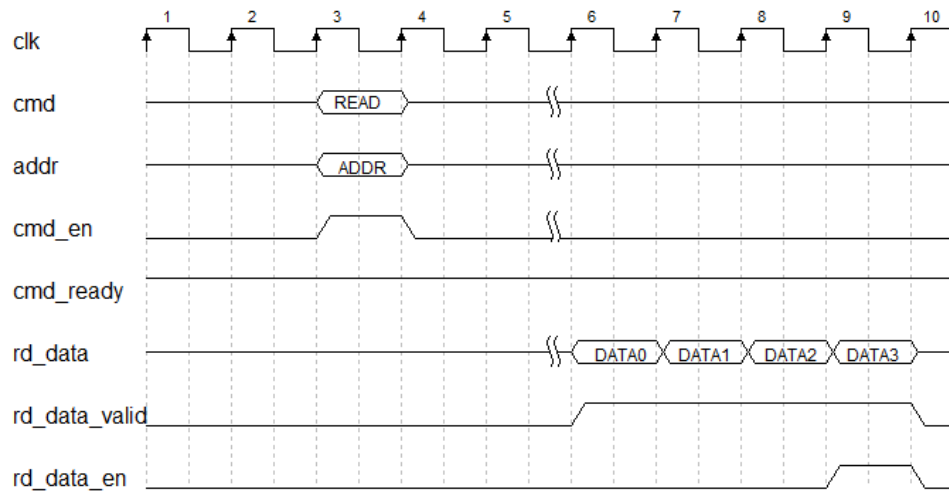 1 2 3 4 5 6 7 8 9 10
clk
cmd READ
addr ADDR
cmd_en
cmd_ready
rd_data DATA0 DATA1 DATA2 DATA3
rd_data_valid
rd_data_en